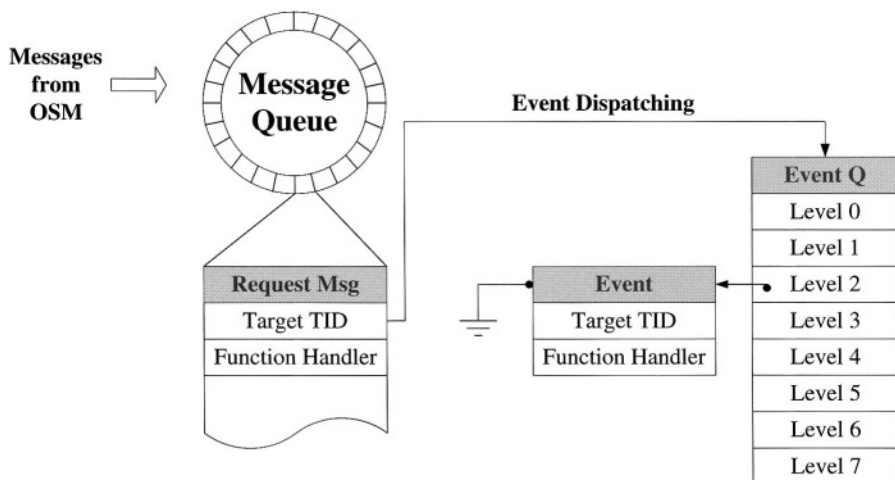 Messages
from
OSM
Message
Queue
Event Dispatching
Event Q
Level 0
Level 1
Level 2
Level 3
Level 4
Level 5
Level 6
Level 7
Request Msg
Target TID
Function Handler
Event
Target TID
Function Handler